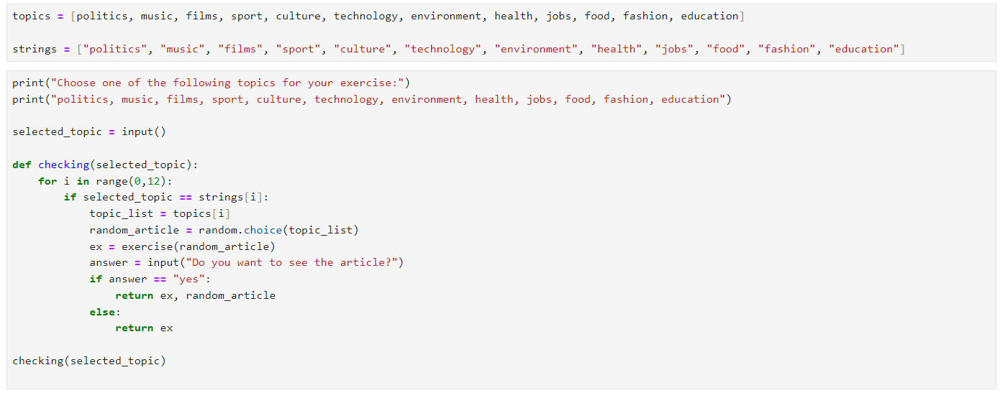 topics = [politics, music, films, sport, culture, technology, environment, health, jobs, food, fashion, education]
strings = ["politics", "music", "films", "sport", "culture", "technology", "environment", "health", "jobs", "food", "fashion", "education"]
print("Choose one of the following topics for your exercise:")
print("politics, music, films, sport, culture, technology, environment, health, jobs, food, fashion, education")
selected_topic = input()
def checking(selected_topic):
    for i in range(0,12):
        if selected_topic == strings[i]:
            topic_list = topics[i]
            random_article = random.choice(topic_list)
            ex = exercise(random_article)
            answer = input("Do you want to see the article?")
            if answer == "yes":
                return ex, random_article
            else:
                return ex
checking(selected_topic)